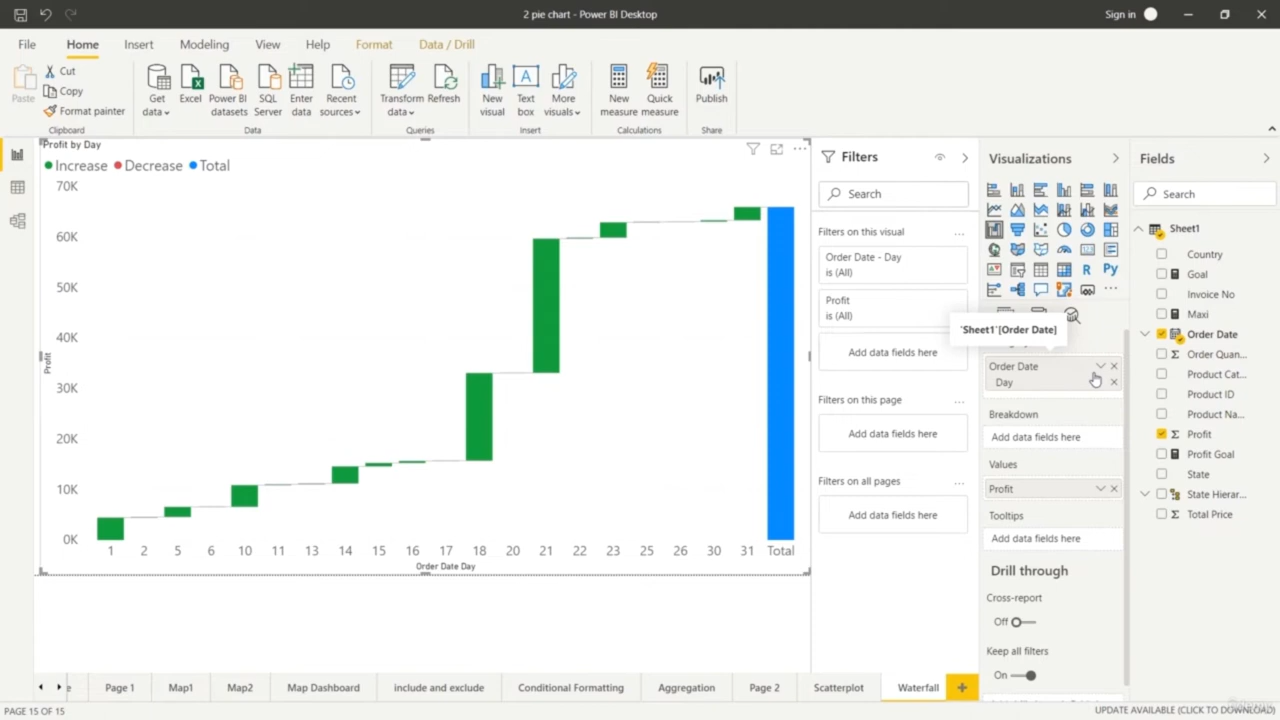 2 pie chart - Power BI Desktop
Sign in
File Home Insert Modeling View Help Format Data / Drill
Paste
Cut
Copy
Format painter
Clipboard
Get data
Excel
Power BI datasets
SQL Server
Enter data
Recent sources
Data
Transform data
Refresh
Queries
New visual
Text box
More visuals
Insert
New measure
Quick measure
Calculations
Publish
Share
Profit by Day
Increase Decrease Total
70K
60K
50K
40K
30K
20K
10K
0K
Profit
1 2 5 6 10 11 13 14 15 16 17 18 20 21 22 23 25 26 30 31 Total
Order Date Day
Filters
Search
Filters on this visual ...
Order Date - Day
is (All)
Profit
is (All)
Add data fields here
Filters on this page ...
Add data fields here
Filters on all pages ...
Add data fields here
Visualizations
R Py
...
'Sheet1'[Order Date]
Order Date
Day
Breakdown
Add data fields here
Values
Profit
Tooltips
Add data fields here
Drill through
Cross-report
Off
Keep all filters
On
Fields
Search
Sheet1
Country
Goal
Invoice No
Maxi
Order Date
Order Quan...
Product Cat...
Product ID
Product Na...
Profit
Profit Goal
State
State Hierar...
Total Price
Page 1 Map1 Map2 Map Dashboard include and exclude Conditional Formatting Aggregation Page 2 Scatterplot Waterfall +
PAGE 15 OF 15
UPDATE AVAILABLE (CLICK TO DOWNLOAD)